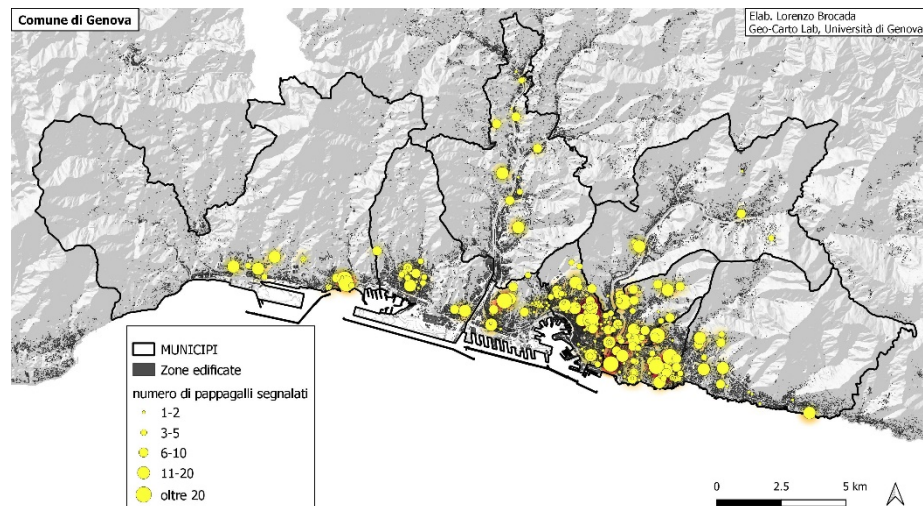 Comune di Genova
Elab. Lorenzo Brocada
Geo-Carto Lab, Università di Genova
MUNICIPI
Zone edificate
numero di pappagalli segnalati
1-2
3-5
6-10
11-20
oltre 20
0 2.5 5 km